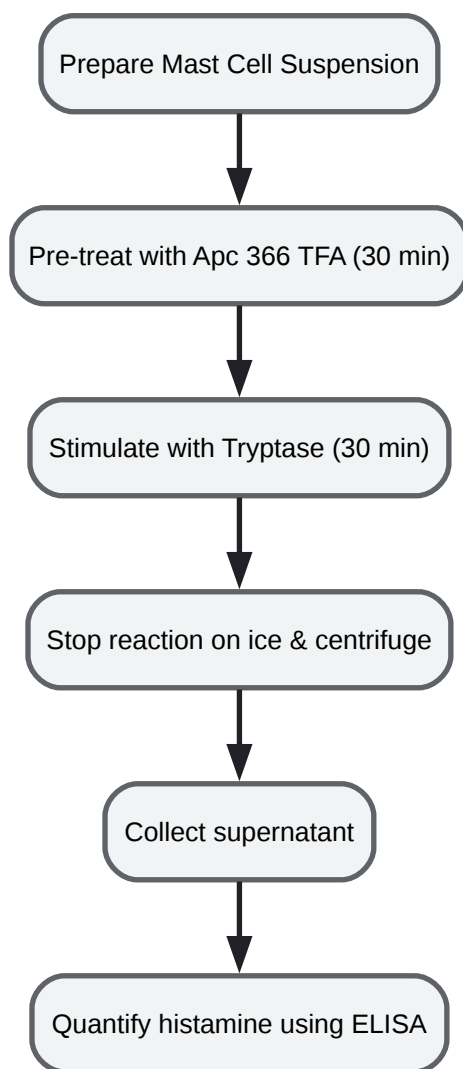 Prepare Mast Cell Suspension
Pre-treat with Apc 366 TFA (30 min)
Stimulate with Tryptase (30 min)
Stop reaction on ice & centrifuge
Collect supernatant
Quantify histamine using ELISA